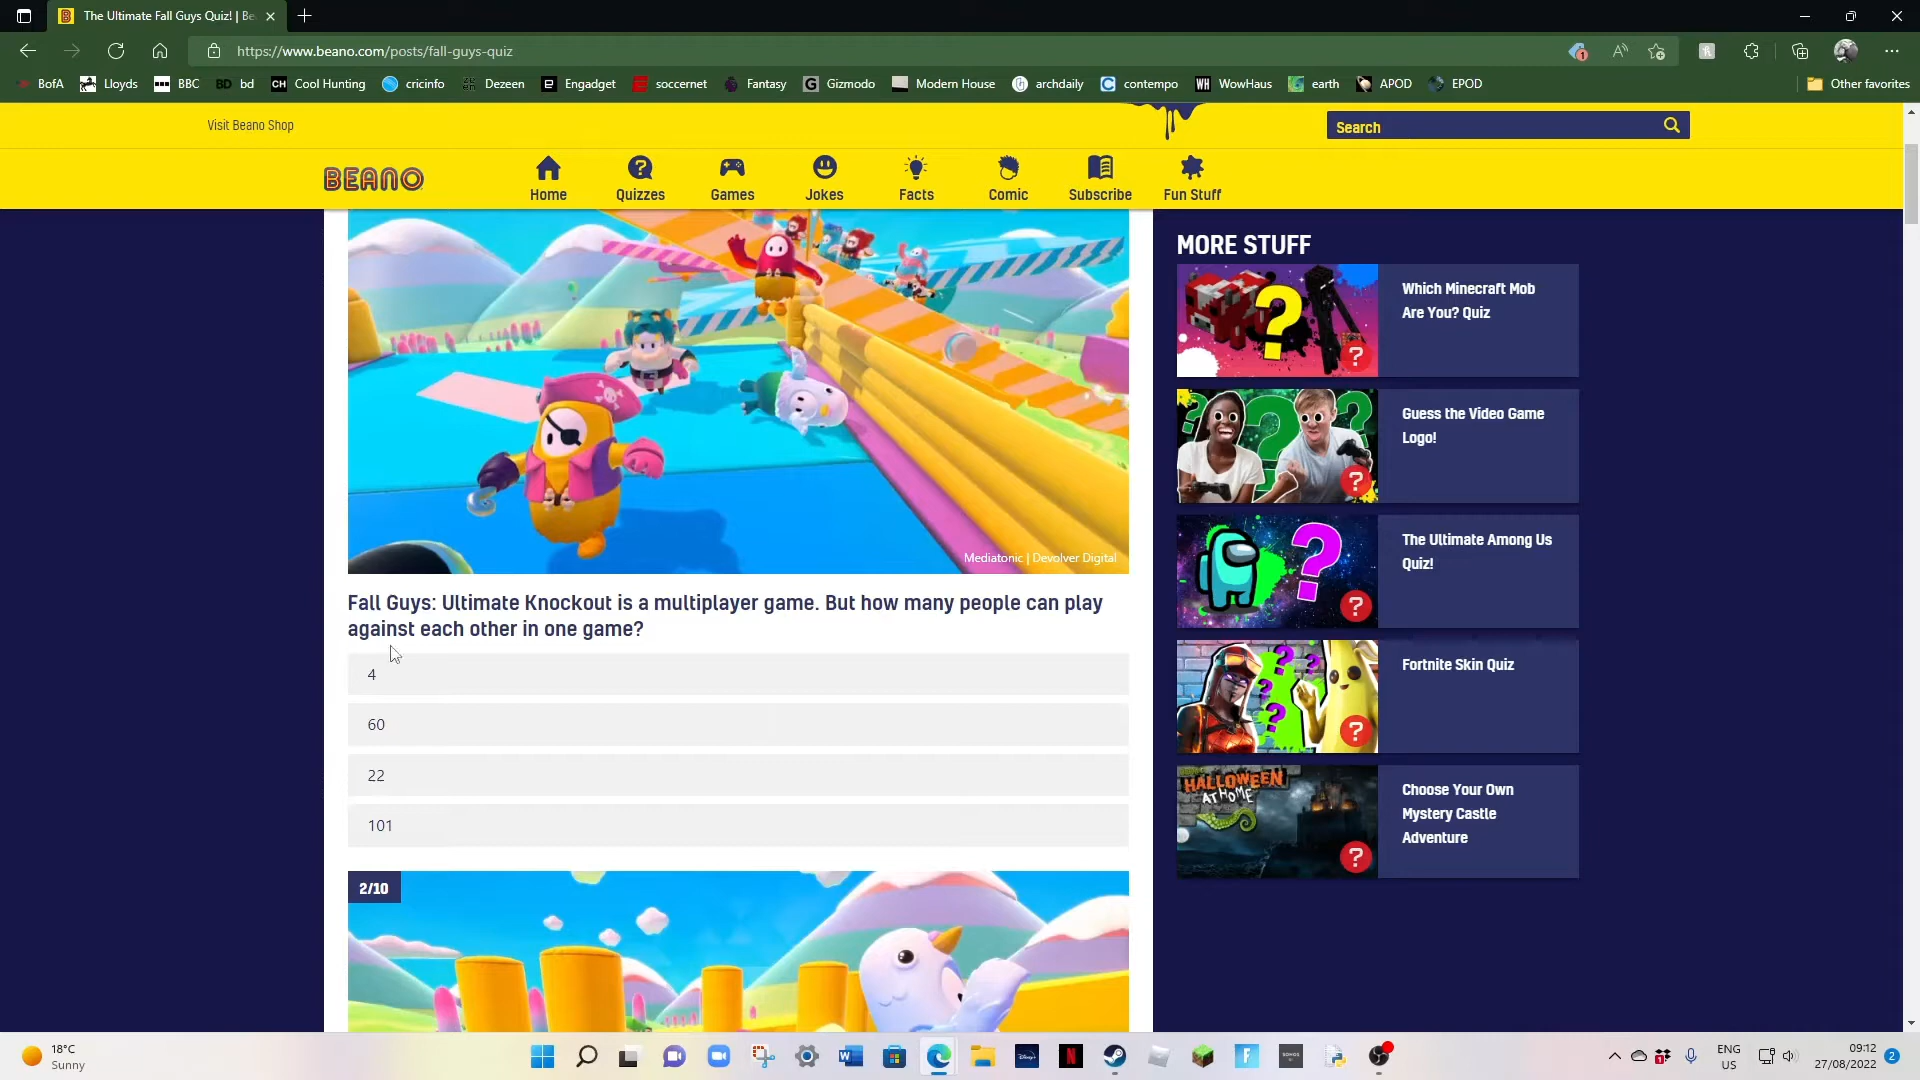 The Ultimate Fall Guys Quiz! | Be
https://www.beano.com/posts/fall-guys-quiz
1
BofA
Lloyds
BBC
BD bd
CH Cool Hunting
cricinfo
Dezeen
e Engadget
soccernet
Fantasy
G Gizmodo
Modern House
archdaily
C contempo
WH WowHaus
earth
APOD
EPOD
Other favorites
Visit Beano Shop
Search
BEANO
Home
Quizzes
Games
Jokes
Facts
Comic
Subscribe
Fun Stuff
Mediatonic | Devolver Digital
Fall Guys: Ultimate Knockout is a multiplayer game. But how many people can play
against each other in one game?
4
60
22
101
2/10
MORE STUFF
Which Minecraft Mob
Are You? Quiz
Guess the Video Game
Logo!
The Ultimate Among Us
Quiz!
Fortnite Skin Quiz
HALLOWEEN
AT HOME
Choose Your Own
Mystery Castle
Adventure
18°C
Sunny
ENG
US
09:12
27/08/2022
2